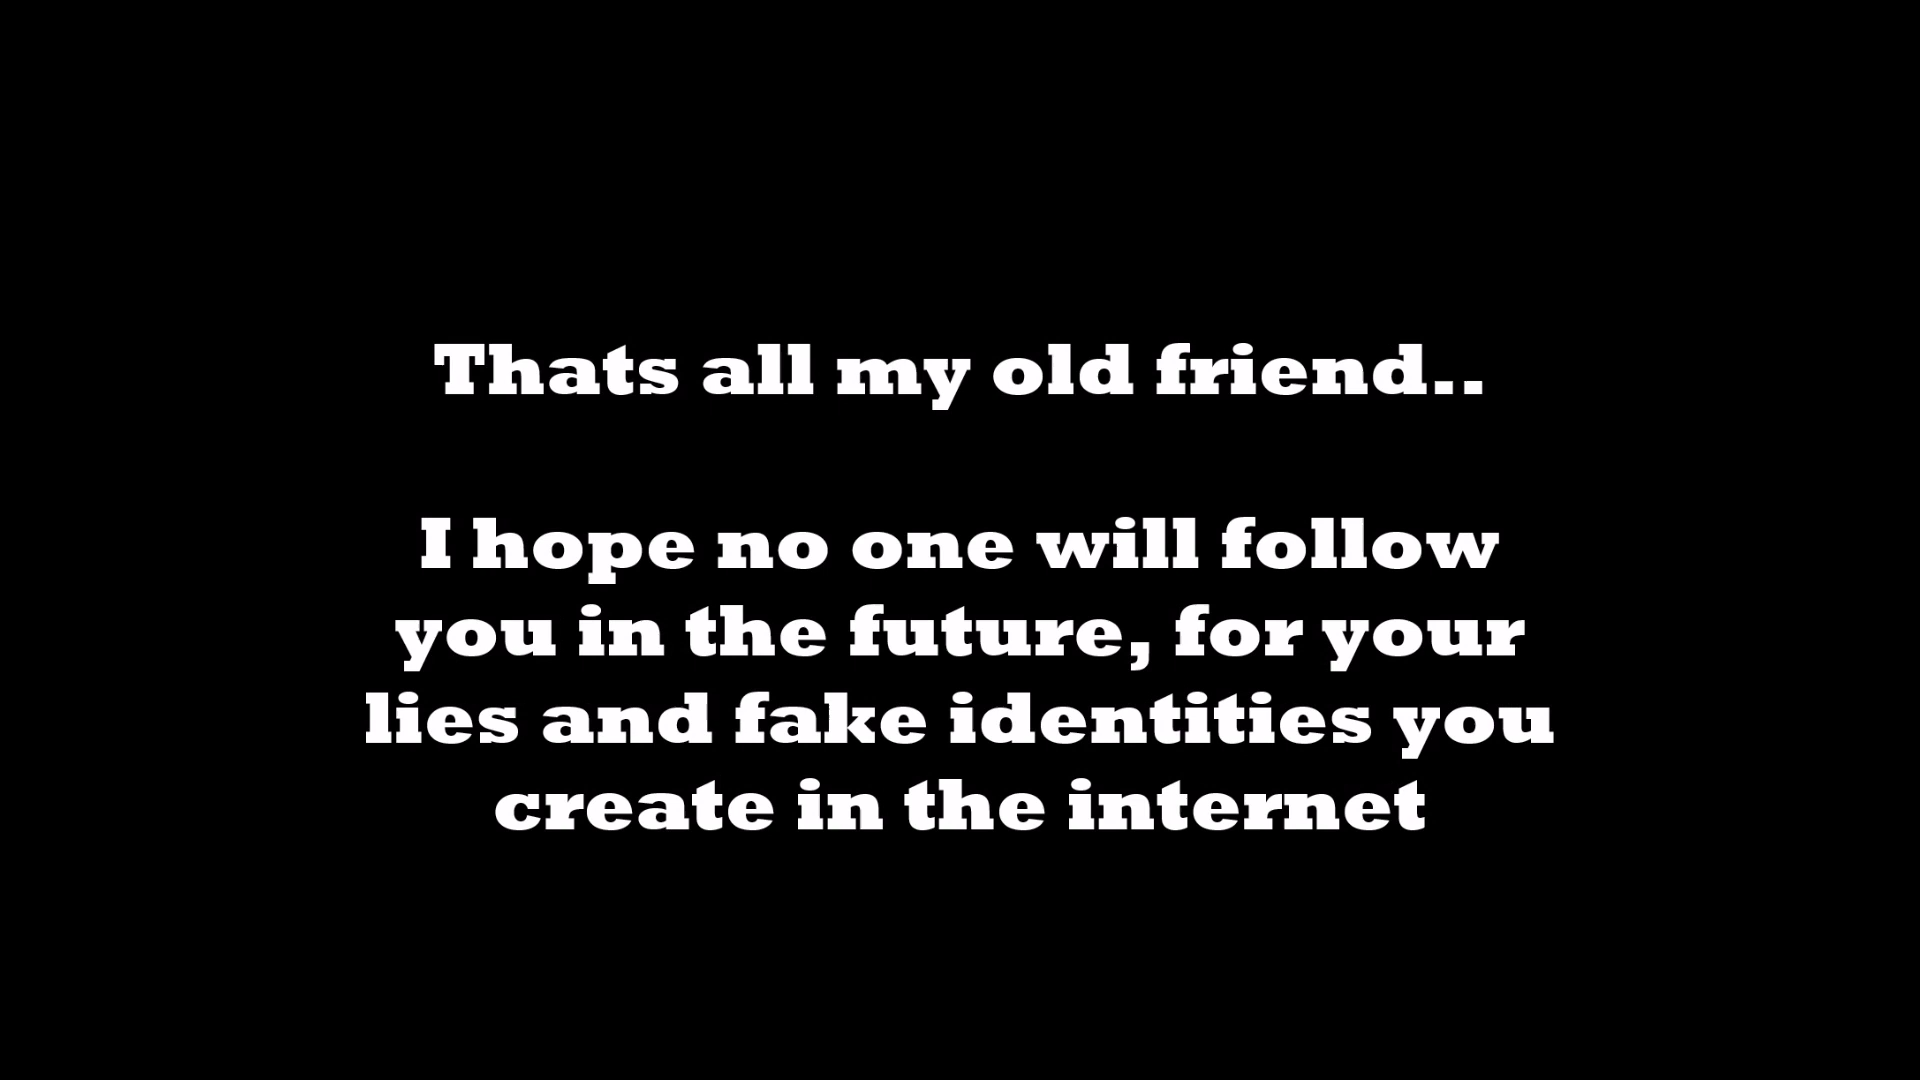 Thats all my old friend..
I hope no one will follow
you in the future, for your
lies and fake identities you
create in the internet